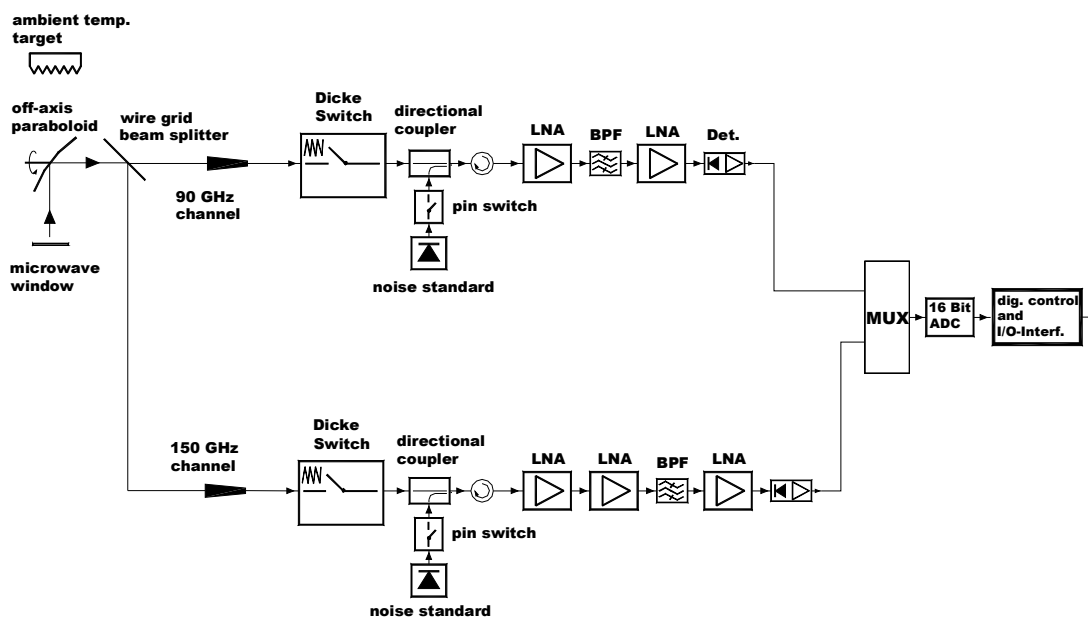 ambient temp.
target
off-axis
paraboloid
wire grid
beam splitter
microwave
window
90 GHz
channel
Dicke
Switch
directional
coupler
pin switch
noise standard
LNA
BPF
LNA
Det.
MUX
16 Bit
ADC
dig. control
and
I/O-Interf.
150 GHz
channel
Dicke
Switch
directional
coupler
pin switch
noise standard
LNA
LNA
BPF
LNA